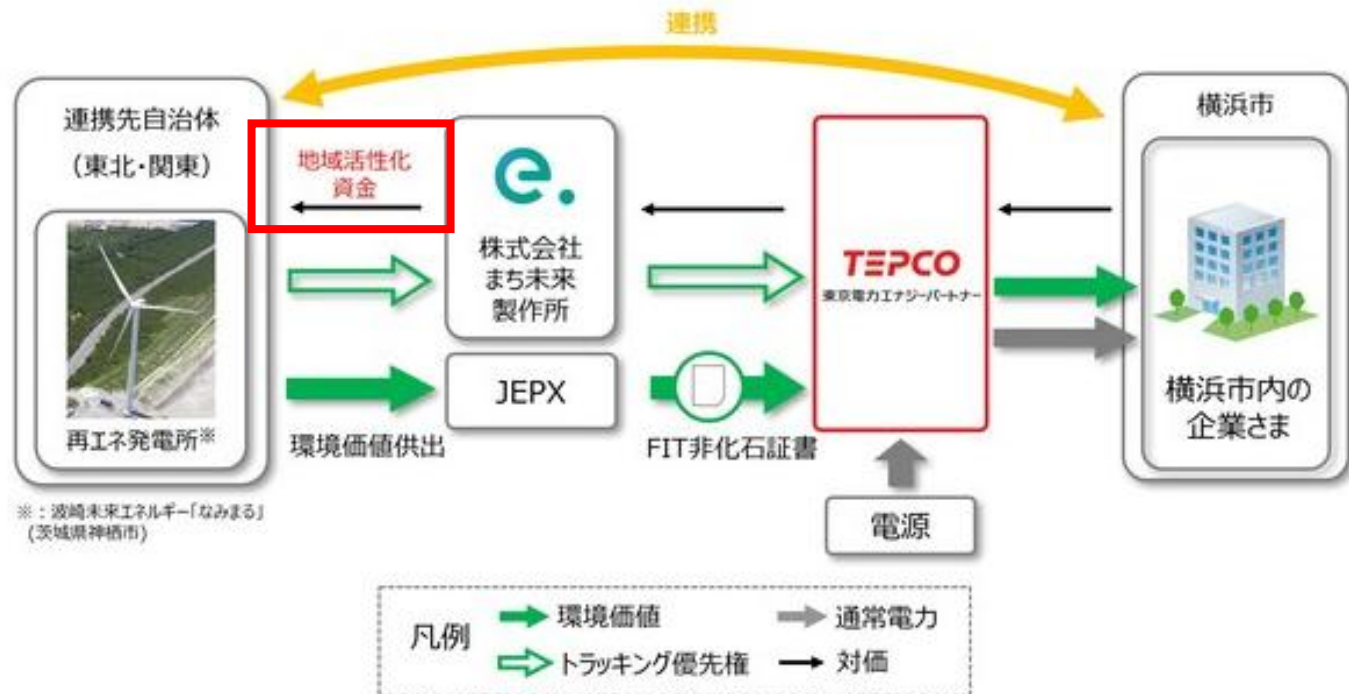 連携
連携先自治体
（東北・関東）
再エネ発電所※
※：波崎未来エネルギー「なみまる」
(茨城県神栖市)
地域活性化
資金
環境価値供出
e.
株式会社
まち未来
製作所
JEPX
FIT非化石証書
TEPCO
東京電力エナジーパートナー
電源
横浜市
横浜市内の
企業さま
凡例
環境価値
通常電力
トラッキング優先権
対価